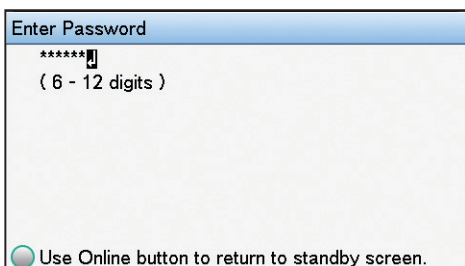 Enter Password
******↲
( 6 - 12 digits )
Use Online button to return to standby screen.